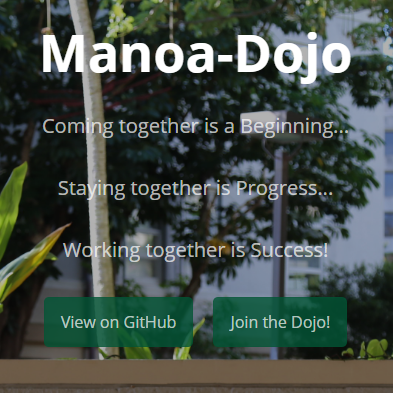 Manoa-Dojo
Coming together is a Beginning...
Staying together is Progress...
Working together is Success!
View on GitHub
Join the Dojo!